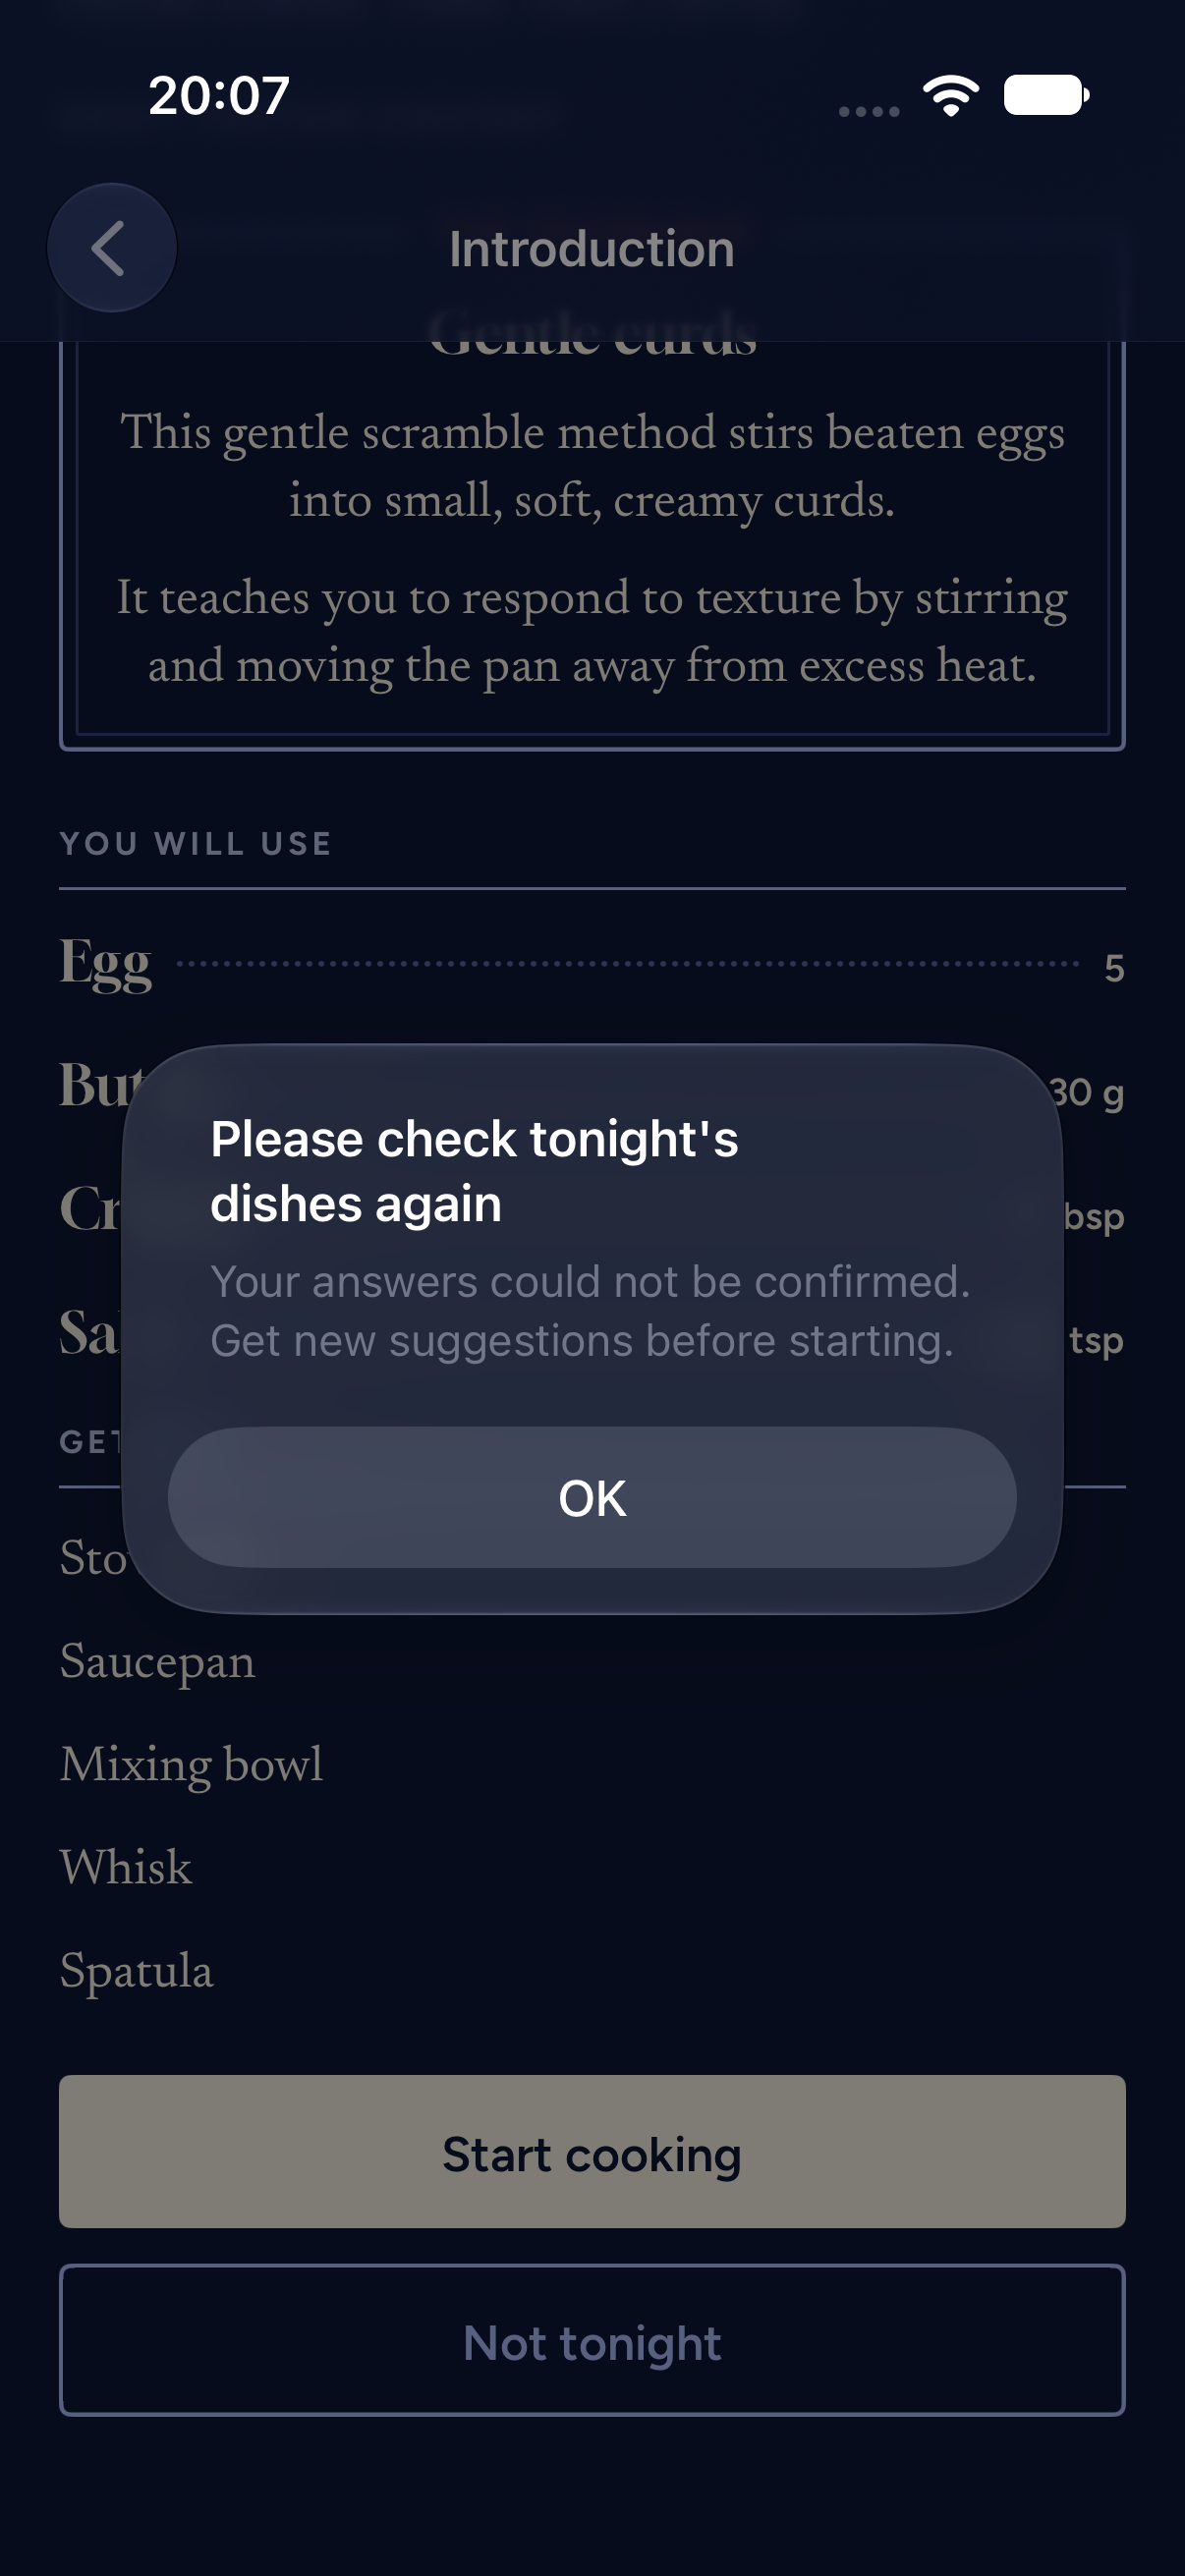 20:07
Introduction
Gentle curds
This gentle scramble method stirs beaten eggs
into small, soft, creamy curds.
It teaches you to respond to texture by stirring
and moving the pan away from excess heat.
YOU WILL USE
Egg 5
30 g
Please check tonight's
dishes again
Your answers could not be confirmed.
Get new suggestions before starting.
tsp
OK
Saucepan
Mixing bowl
Whisk
Spatula
Start cooking
Not tonight